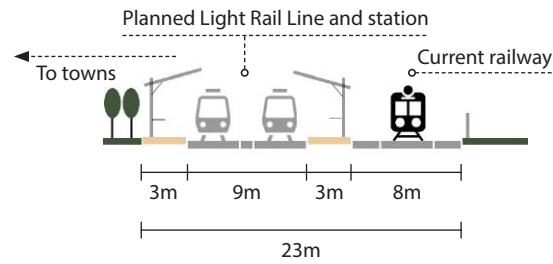 Planned Light Rail Line and station
To towns
Current railway
3m 9m 3m 8m
23m